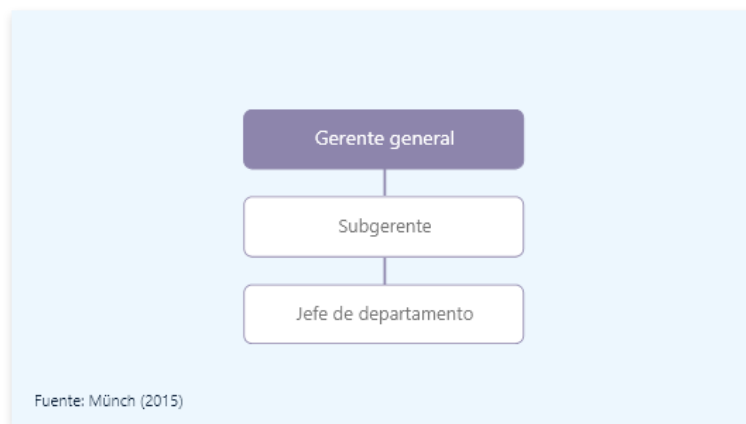 Gerente general
Subgerente
Jefe de departamento
Fuente: Münch (2015)